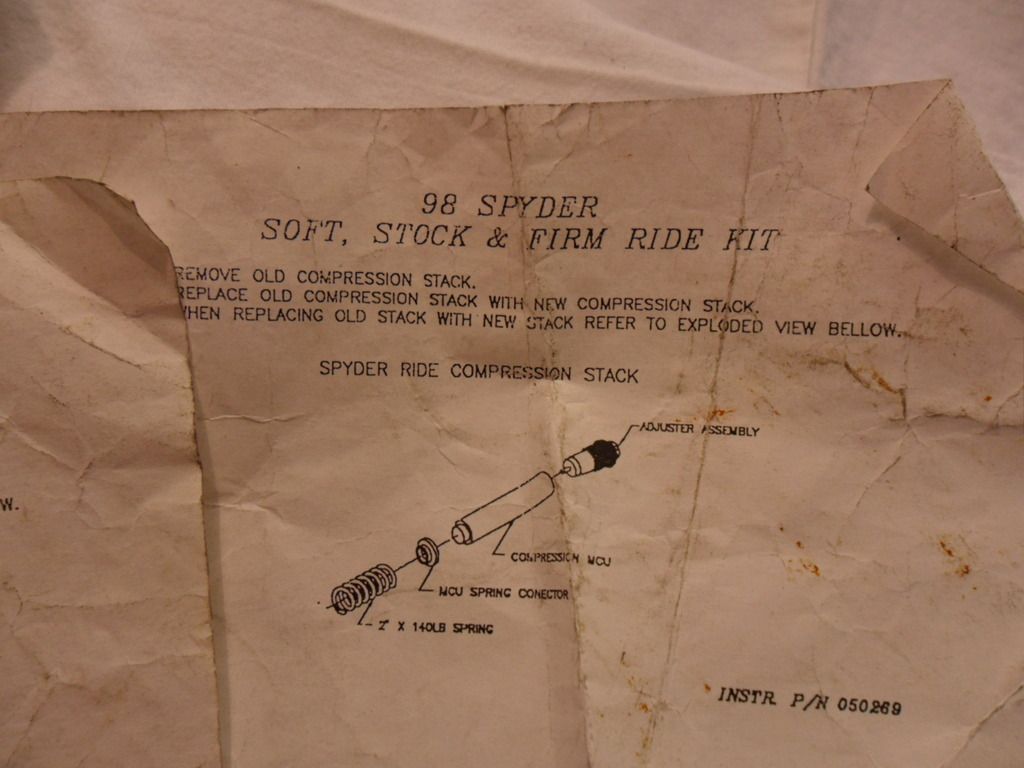 98 SPYDER
SOFT, STOCK & FIRM RIDE KIT
REMOVE OLD COMPRESSION STACK.
REPLACE OLD COMPRESSION STACK WITH NEW COMPRESSION STACK.
WHEN REPLACING OLD STACK WITH NEW STACK REFER TO EXPLODED VIEW BELLOW.
SPYDER RIDE COMPRESSION STACK
ADJUSTER ASSEMBLY
COMPRESSION MCU
MCU SPRING CONECTOR
2" X 140LB SPRING
W.
INSTR. P/N 050269